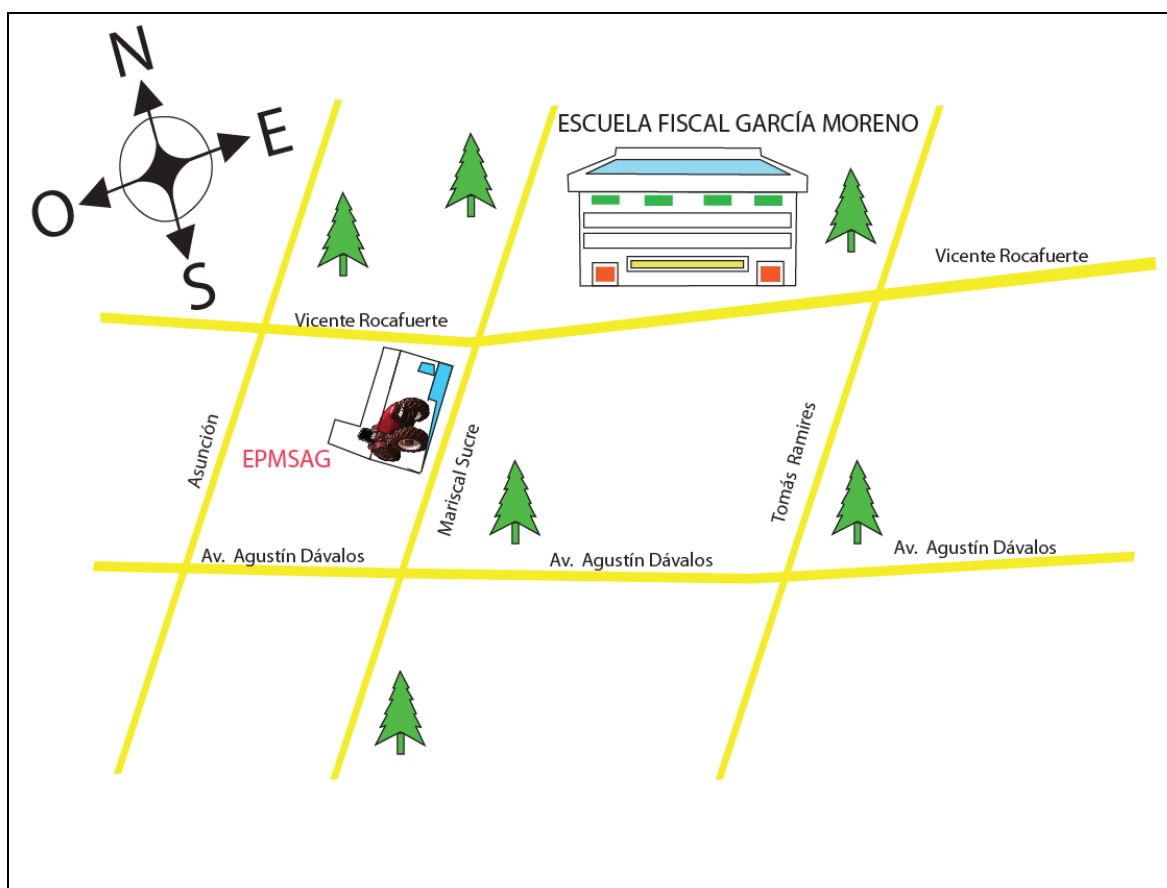 N
E
O
S
ESCUELA FISCAL GARCÍA MORENO
Vicente Rocafuerte
Vicente Rocafuerte
Asunción
EPMSAG
Mariscal Sucre
Tomás Ramires
Av. Agustín Dávalos
Av. Agustín Dávalos
Av. Agustín Dávalos